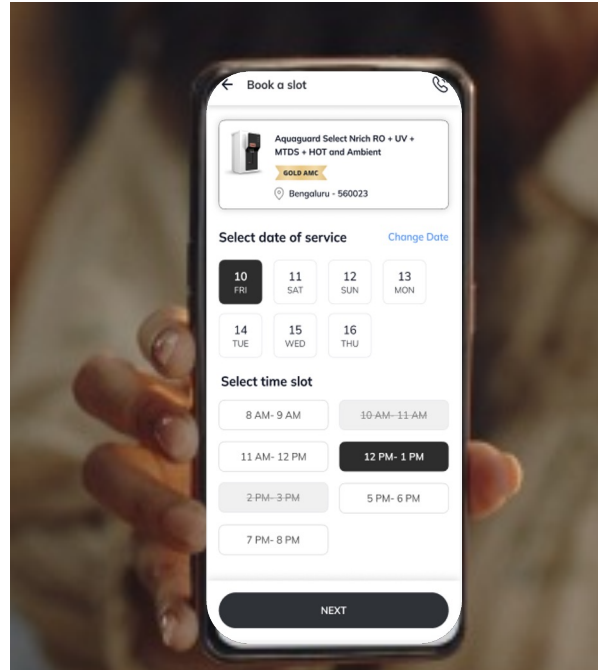 Book a slot
Aquaguard Select Nrich RO + UV +
MTDS + HOT and Ambient
GOLD AMC
Bengaluru - 560023
Select date of service
Change Date
10
FRI
11
SAT
12
SUN
13
MON
14
TUE
15
WED
16
THU
Select time slot
8 AM- 9 AM
10 AM- 11 AM
11 AM- 12 PM
12 PM- 1 PM
2 PM- 3 PM
5 PM- 6 PM
7 PM- 8 PM
NEXT